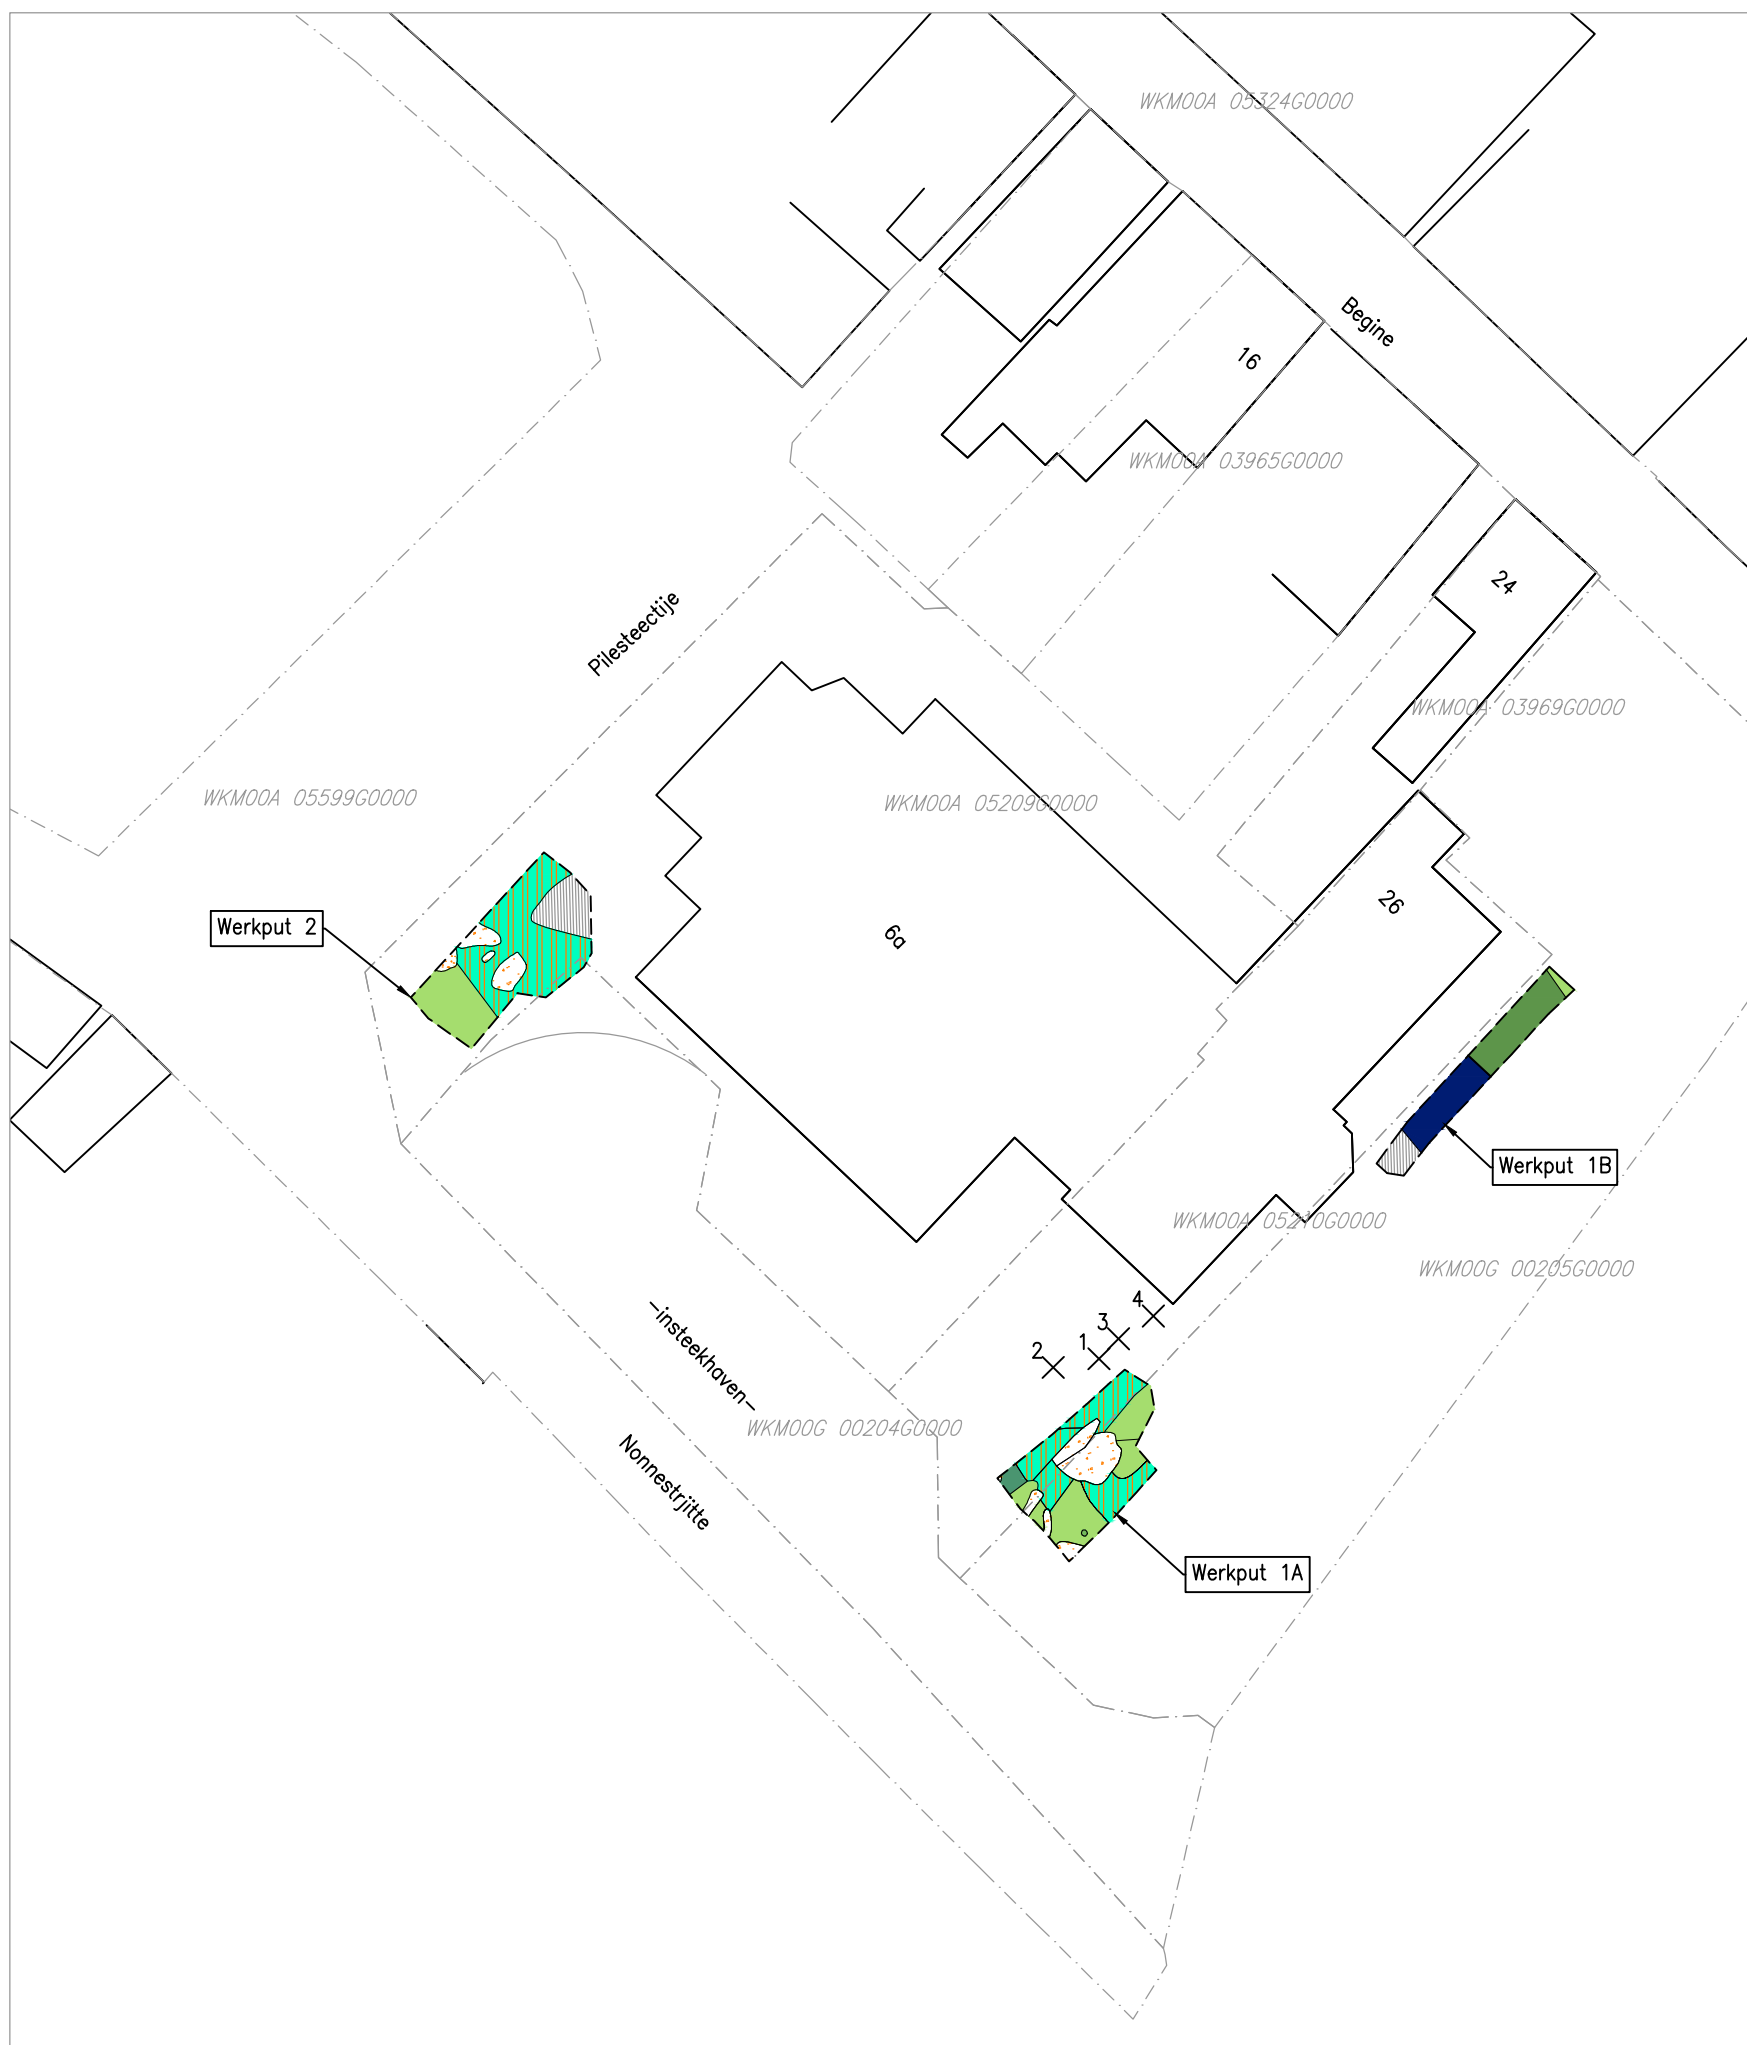 WKM00A 05324G0000
Begine
16
WKM00A 03965G0000
24
Pilesteectije
WKM00A 03969G0000
WKM00A 05599G0000
WKM00A 05209G0000
26
Werkput 2
6a
Werkput 1B
WKM00A 05210G0000
WKM00G 00205G0000
4
3
1
2
-insteekhaven-
WKM00G 00204G0000
Nonnestrjitte
Werkput 1A